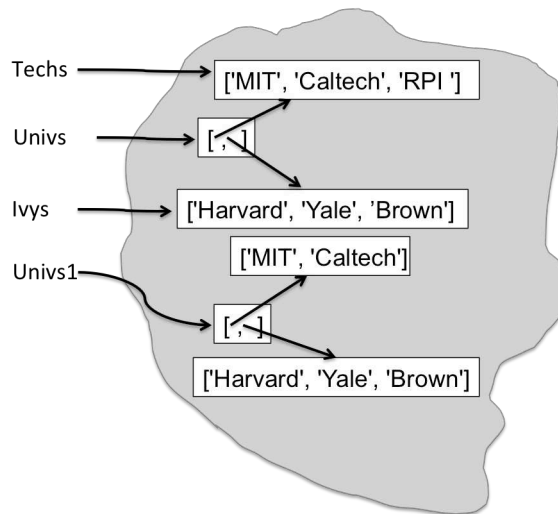 Techs
['MIT', 'Caltech', 'RPI ']
Univs
[ , ]
Ivys
['Harvard', 'Yale', ’Brown']
['MIT', 'Caltech']
Univs1
[ , ]
['Harvard', 'Yale', 'Brown']